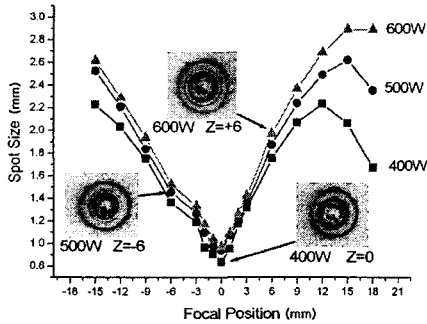 3.0
2.8
2.6
2.4
2.2
2.0
1.8
1.6
1.4
1.2
1.0
0.8
Spot Size (mm)
600W
500W
400W
600W Z=+6
500W Z=-6
400W Z=0
-18 -15 -12 -9 -6 -3 0 3 6 9 12 15 18 21
Focal Position (mm)